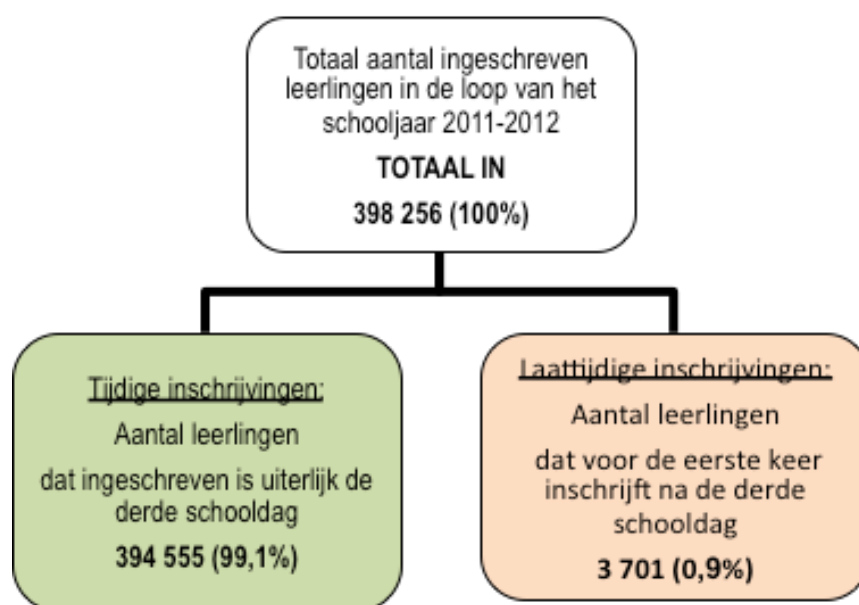 Totaal aantal ingeschreven
leerlingen in de loop van het
schooljaar 2011-2012
TOTAAL IN
398 256 (100%)
Tijdige inschrijvingen:
Aantal leerlingen
dat ingeschreven is uiterlijk de
derde schooldag
394 555 (99,1%)
Laattijdige inschrijvingen:
Aantal leerlingen
dat voor de eerste keer
inschrijft na de derde
schooldag
3 701 (0,9%)